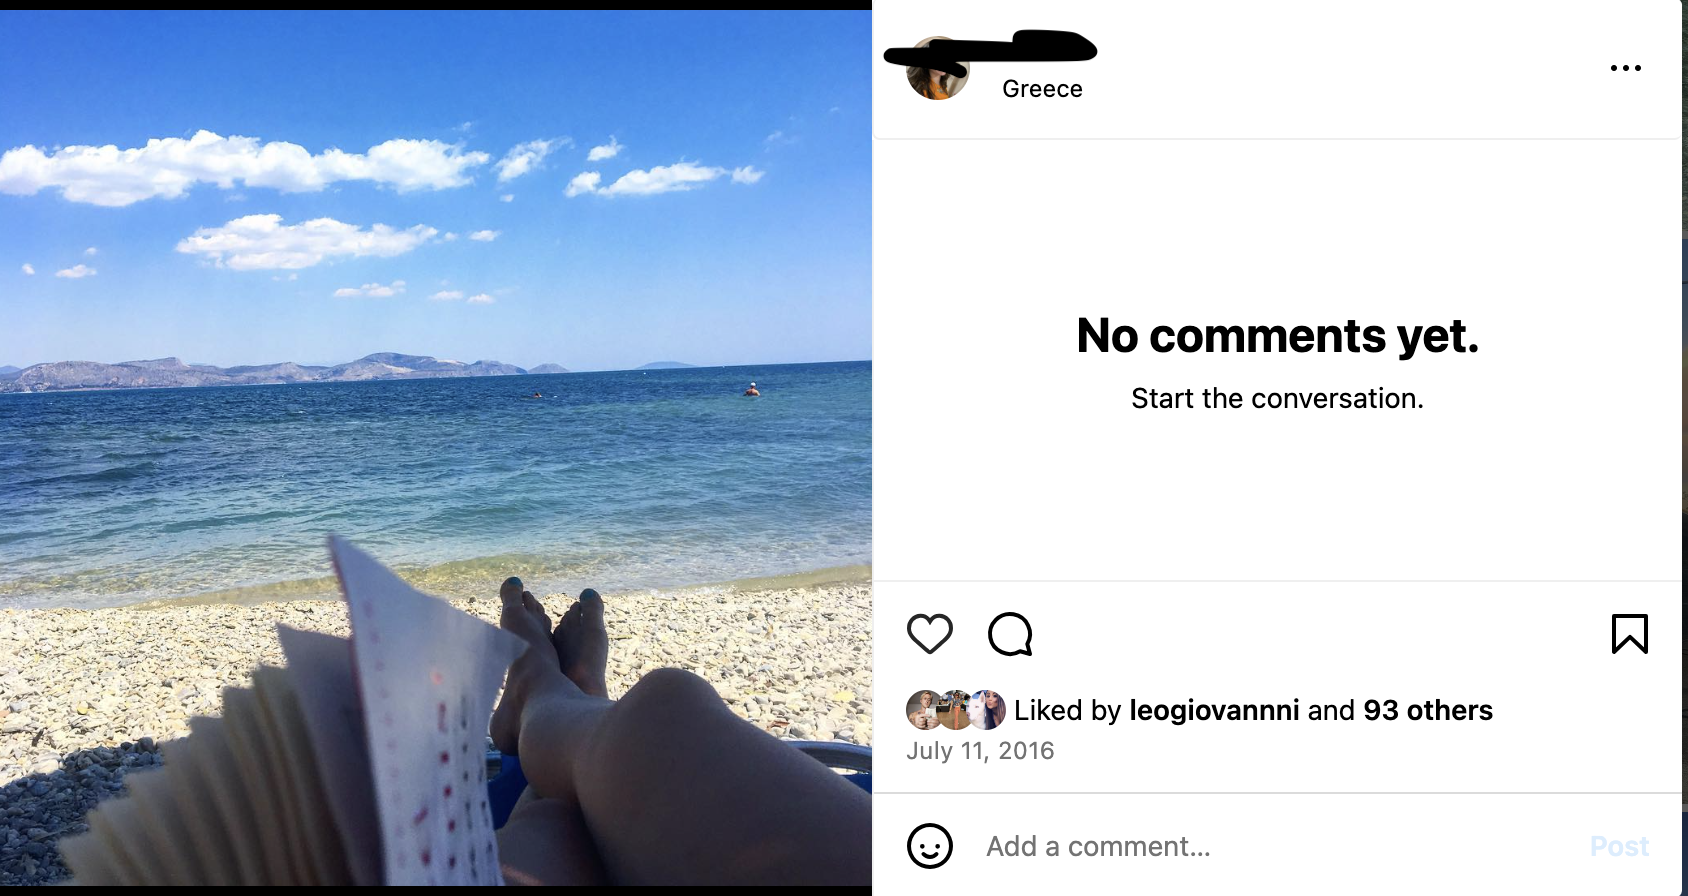 Greece
No comments yet.
Start the conversation.
Liked by leogiovannni and 93 others
July 11, 2016
Add a comment...
Post